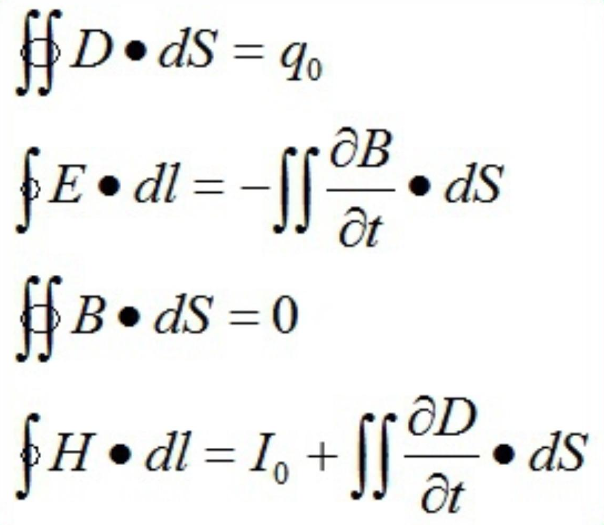 ∯ D • dS = q₀
∮ E • dl = −∬ ∂B/∂t • dS
∯ B • dS = 0
∮ H • dl = I₀ + ∬ ∂D/∂t • dS